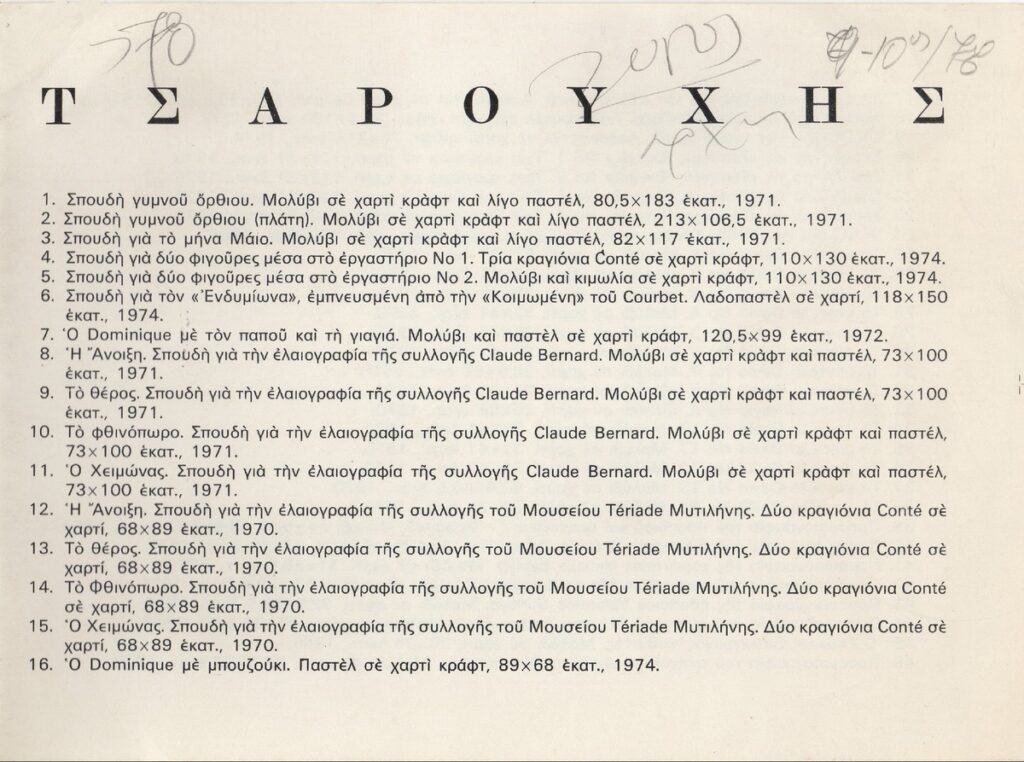 ΤΣΑΡΟΥΧΗΣ
1. Σπουδὴ γυμνοῦ ὄρθιου. Μολύβι σὲ χαρτὶ κρὰφτ καὶ λίγο παστέλ, 80,5×183 ἑκατ., 1971.
2. Σπουδὴ γυμνοῦ ὄρθιου (πλάτη). Μολύβι σὲ χαρτὶ κρὰφτ καὶ λίγο παστέλ, 213×106,5 ἑκατ., 1971.
3. Σπουδὴ γιὰ τὸ μήνα Μάιο. Μολύβι σὲ χαρτὶ κρὰφτ καὶ λίγο παστέλ, 82×117 ἑκατ., 1971.
4. Σπουδὴ γιὰ δύο φιγοῦρες μέσα στὸ ἐργαστήριο Νο 1. Τρία κραγιόνια Conté σὲ χαρτὶ κράφτ, 110×130 ἑκατ., 1974.
5. Σπουδὴ γιὰ δύο φιγοῦρες μέσα στὸ ἐργαστήριο Νο 2. Μολύβι καὶ κιμωλία σὲ χαρτὶ κράφτ, 110×130 ἑκατ., 1974.
6. Σπουδὴ γιὰ τὸν «Ἐνδυμίωνα», ἐμπνευσμένη ἀπὸ τὴν «Κοιμωμένη» τοῦ Courbet. Λαδοπαστὲλ σὲ χαρτί, 118×150
ἑκατ., 1974.
7. Ὁ Dominique μὲ τὸν παποῦ καὶ τὴ γιαγιά. Μολύβι καὶ παστὲλ σὲ χαρτὶ κράφτ, 120,5×99 ἑκατ., 1972.
8. Ἡ Ἄνοιξη. Σπουδὴ γιὰ τὴν ἐλαιογραφία τῆς συλλογῆς Claude Bernard. Μολύβι σὲ χαρτὶ κρὰφτ καὶ παστέλ, 73×100
ἑκατ., 1971.
9. Τὸ θέρος. Σπουδὴ γιὰ τὴν ἐλαιογραφία τῆς συλλογῆς Claude Bernard. Μολύβι σὲ χαρτὶ κρὰφτ καὶ παστέλ, 73×100
ἑκατ., 1971.
10. Τὸ φθινόπωρο. Σπουδὴ γιὰ τὴν ἐλαιογραφία τῆς συλλογῆς Claude Bernard. Μολύβι σὲ χαρτὶ κρὰφτ καὶ παστέλ,
73×100 ἑκατ., 1971.
11. Ὁ Χειμώνας. Σπουδὴ γιὰ τὴν ἐλαιογραφία τῆς συλλογῆς Claude Bernard. Μολύβι σὲ χαρτὶ κρὰφτ καὶ παστέλ,
73×100 ἑκατ., 1971.
12. Ἡ Ἄνοιξη. Σπουδὴ γιὰ τὴν ἐλαιογραφία τῆς συλλογῆς τοῦ Μουσείου Tériade Μυτιλήνης. Δύο κραγιόνια Conté σὲ
χαρτί, 68×89 ἑκατ., 1970.
13. Τὸ θέρος. Σπουδὴ γιὰ τὴν ἐλαιογραφία τῆς συλλογῆς τοῦ Μουσείου Tériade Μυτιλήνης. Δύο κραγιόνια Conté σὲ
χαρτί, 68×89 ἑκατ., 1970.
14. Τὸ Φθινόπωρο. Σπουδὴ γιὰ τὴν ἐλαιογραφία τῆς συλλογῆς τοῦ Μουσείου Tériade Μυτιλήνης. Δύο κραγιόνια Conté
σὲ χαρτί, 68×89 ἑκατ., 1970.
15. Ὁ Χειμώνας. Σπουδὴ γιὰ τὴν ἐλαιογραφία τῆς συλλογῆς τοῦ Μουσείου Tériade Μυτιλήνης. Δύο κραγιόνια Conté σὲ
χαρτί, 68×89 ἑκατ., 1970.
16. Ὁ Dominique μὲ μπουζούκι. Παστὲλ σὲ χαρτὶ κράφτ, 89×68 ἑκατ., 1974.